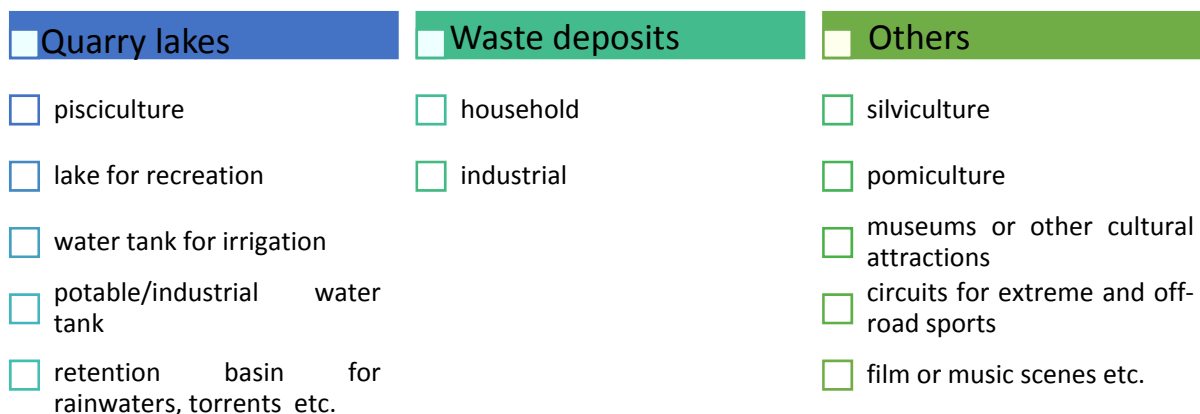 Quarry lakes
pisciculture
lake for recreation
water tank for irrigation
potable/industrial water
tank
retention basin for
rainwaters, torrents etc.
Waste deposits
household
industrial
Others
silviculture
pomiculture
museums or other cultural
attractions
circuits for extreme and off-
road sports
film or music scenes etc.